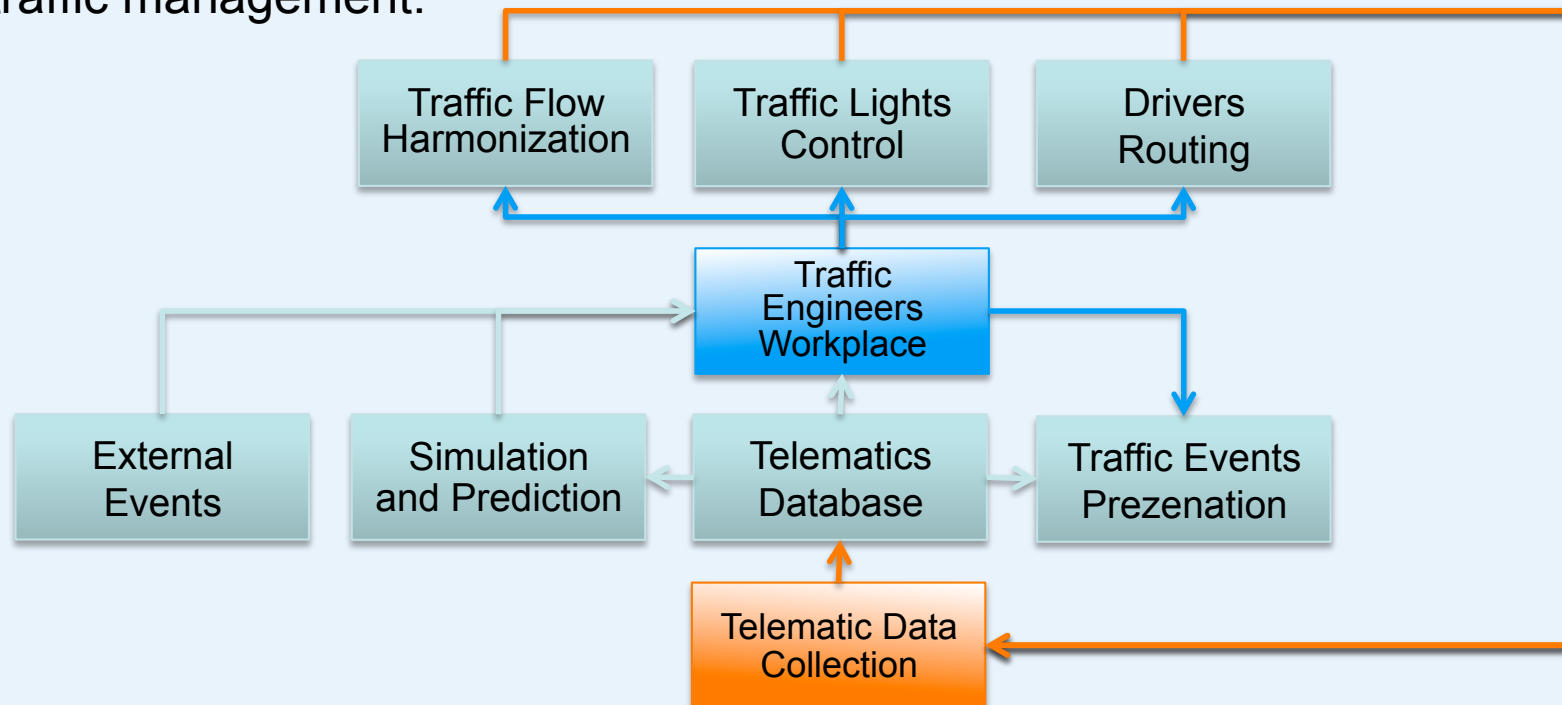 traffic management.
Traffic Flow
Harmonization
Traffic Lights
Control
Drivers
Routing
Traffic
Engineers
Workplace
External
Events
Simulation
and Prediction
Telematics
Database
Traffic Events
Prezenation
Telematic Data
Collection